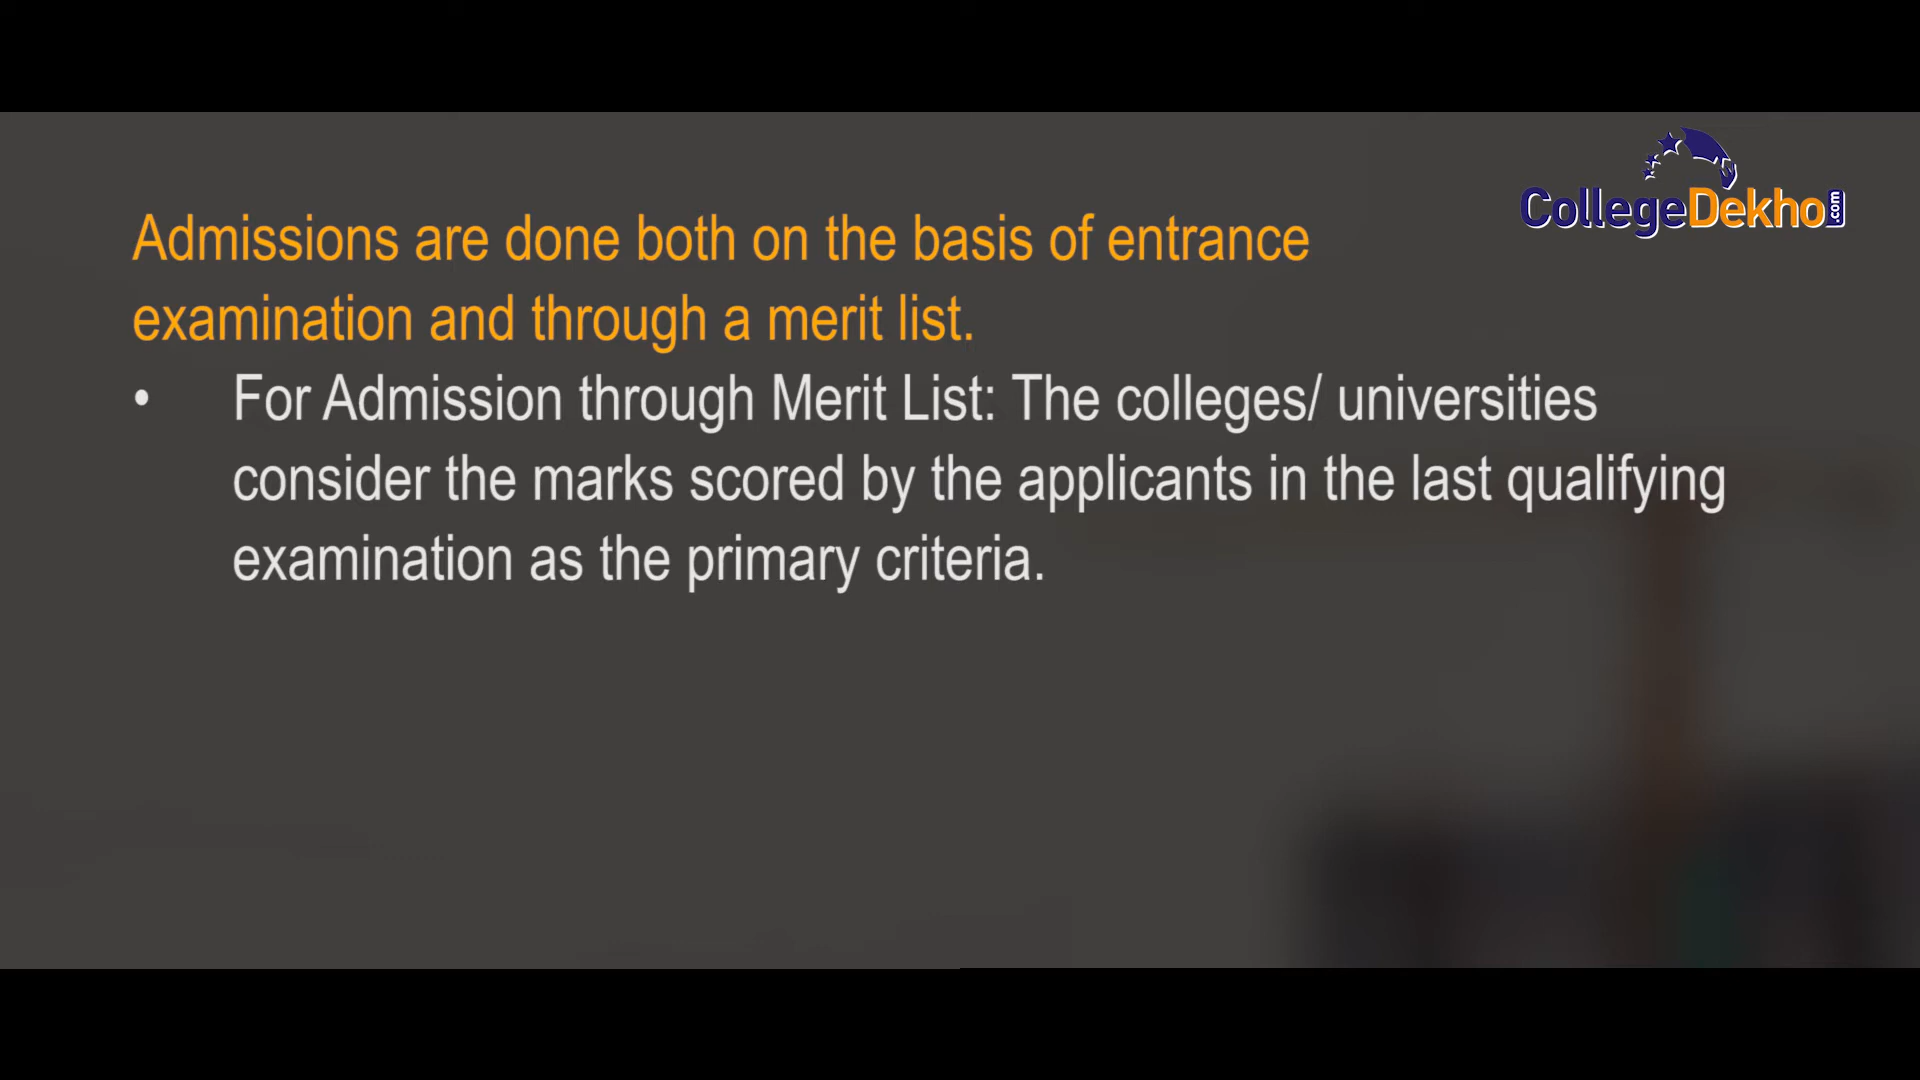 CollegeDekho.com
Admissions are done both on the basis of entrance
examination and through a merit list.
• For Admission through Merit List: The colleges/ universities
consider the marks scored by the applicants in the last qualifying
examination as the primary criteria.